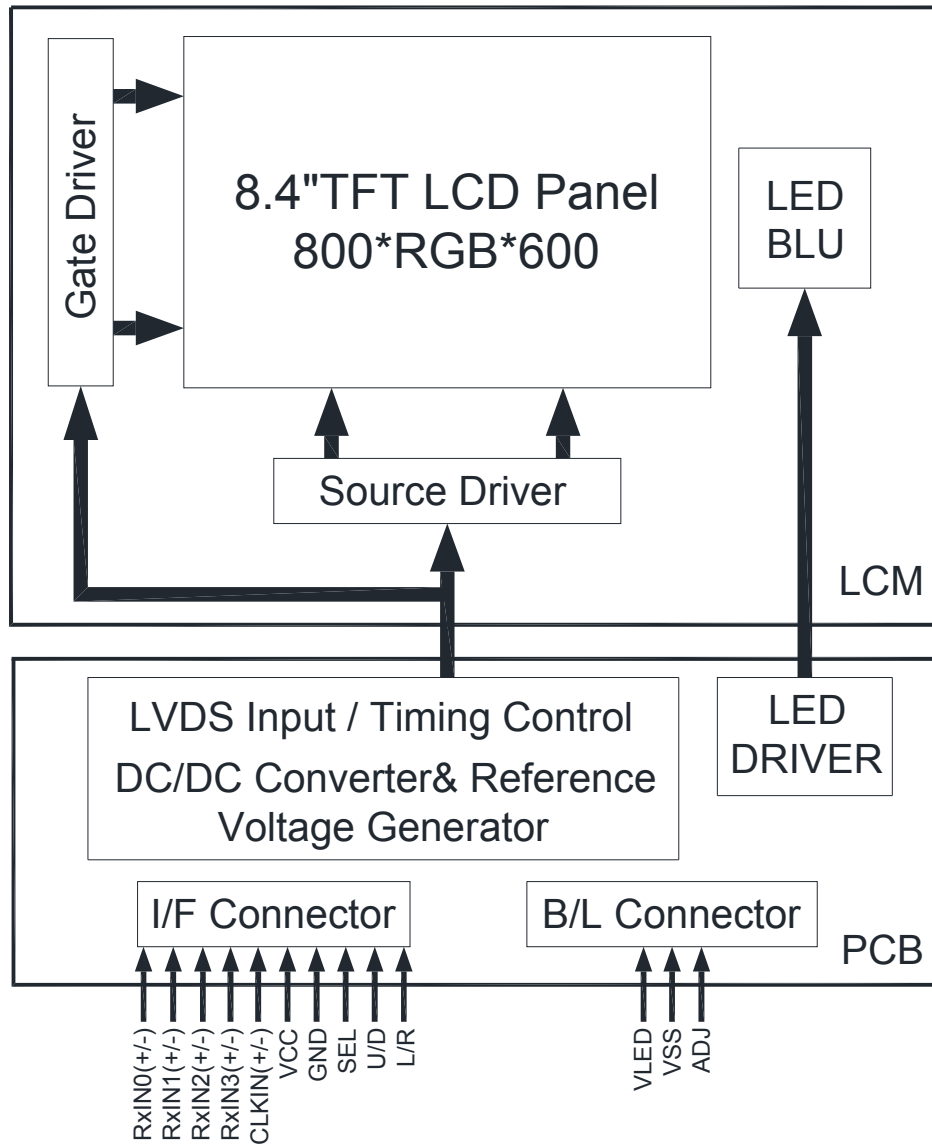 Gate Driver
8.4"TFT LCD Panel
800*RGB*600
LED
BLU
Source Driver
LCM
LVDS Input / Timing Control
DC/DC Converter& Reference
Voltage Generator
LED
DRIVER
I/F Connector
B/L Connector
PCB
RxIN0(+/-)
RxIN1(+/-)
RxIN2(+/-)
RxIN3(+/-)
CLKIN(+/-)
VCC
GND
SEL
U/D
L/R
VLED
VSS
ADJ